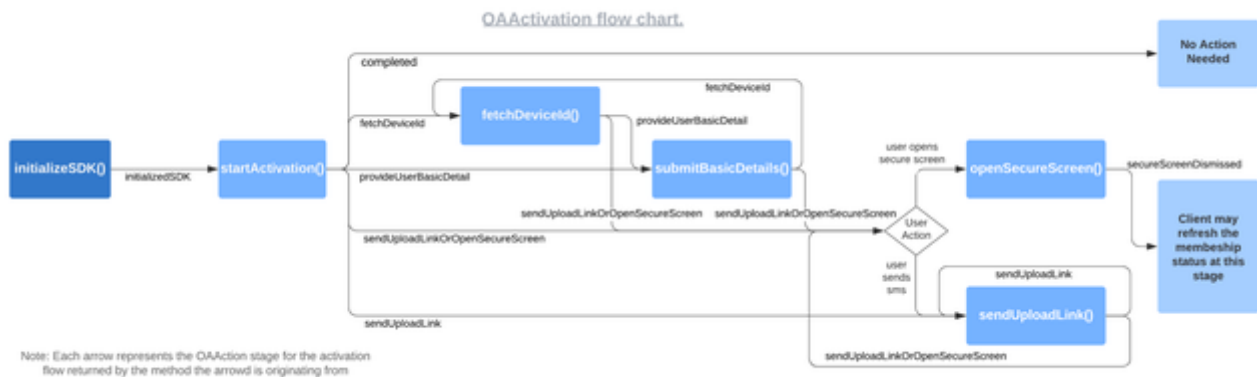 OAActivation flow chart.
No Action
Needed
completed
fetchDeviceId
fetchDeviceId()
fetchDeviceId
provideUserBasicDetail
user opens
secure screen
initializeSDK()
initializedSDK
startActivation()
provideUserBasicDetail
submitBasicDetails()
openSecureScreen()
secureScreenDismissed
sendUploadLinkOrOpenSecureScreen
sendUploadLinkOrOpenSecureScreen
sendUploadLinkOrOpenSecureScreen
User
Action
Client may
refresh the
membeship
status at this
stage
user
sends
sms
sendUploadLink
sendUploadLink()
sendUploadLink
sendUploadLinkOrOpenSecureScreen
Note: Each arrow represents the OAAction stage for the activation
flow returned by the method the arrowd is originating from